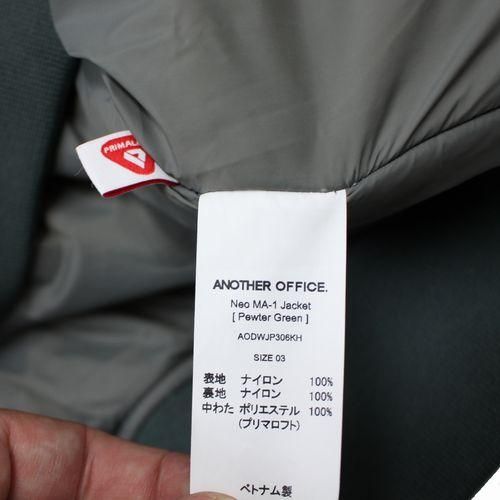 PRIMAL
ANOTHER OFFICE.
Neo MA-1 Jacket
[ Pewter Green ]
AODWJP306KH
SIZE 03
表地 ナイロン 100%
裏地 ナイロン 100%
中わた ポリエステル 100%
(プリマロフト)
ベトナム製